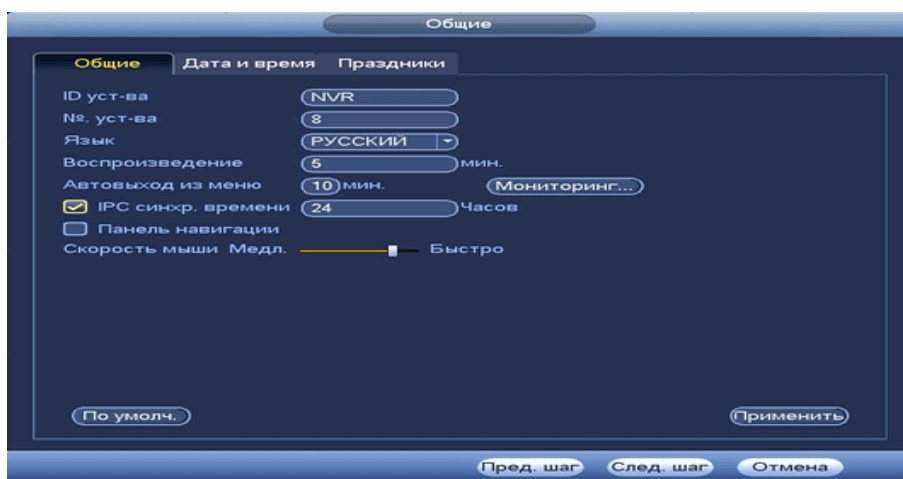 Общие
Общие Дата и время Праздники
ID уст-ва NVR
№. уст-ва 8
Язык РУССКИЙ
Воспроизведение 5 мин.
Автовыход из меню 10 мин. Мониторинг...
IPC синхр. времени 24 Часов
Панель навигации
Скорость мыши Медл. Быстро
По умолч. Применить
Пред. шаг След. шаг Отмена